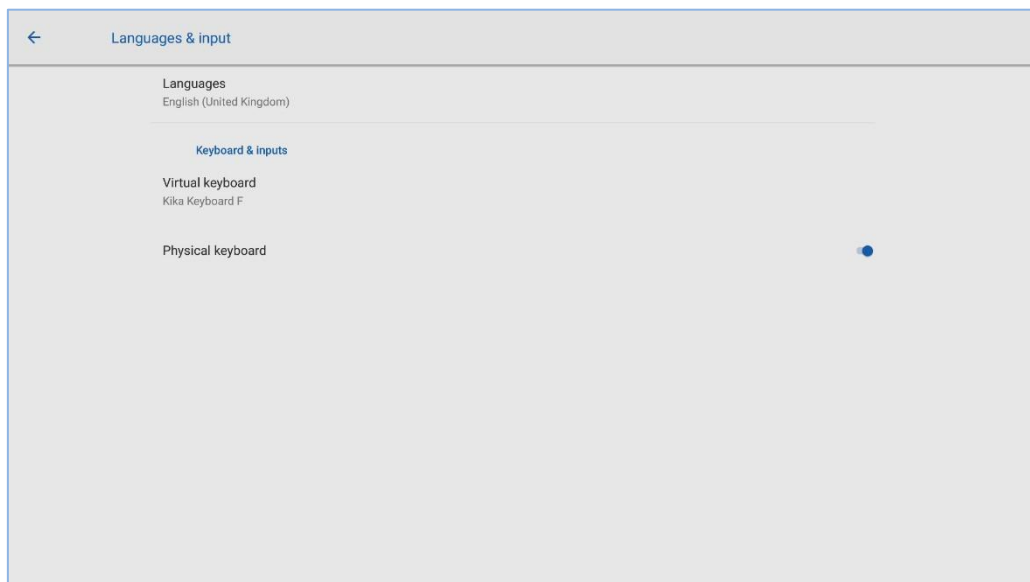 Languages & input
Languages
English (United Kingdom)
Keyboard & inputs
Virtual keyboard
Kika Keyboard F
Physical keyboard